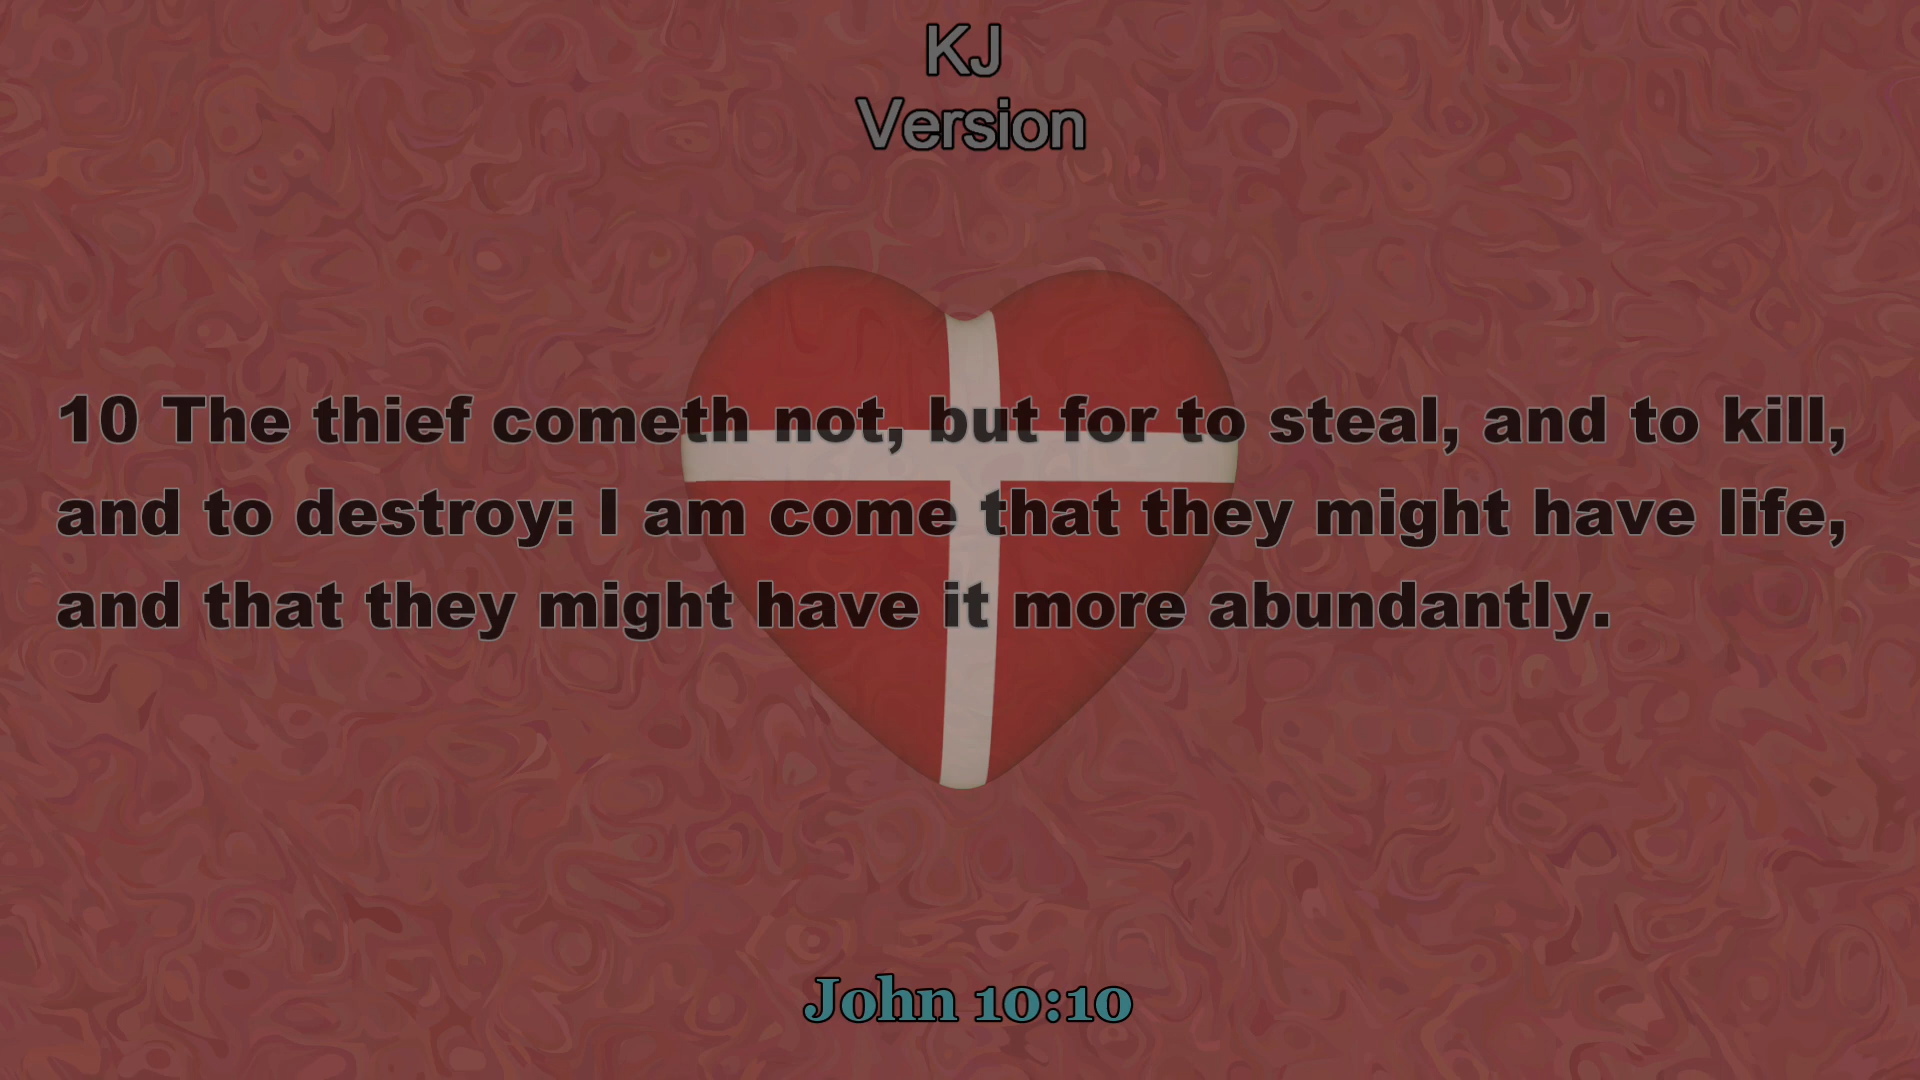 KJ
Version
10 The thief cometh not, but for to steal, and to kill,
and to destroy: I am come that they might have life,
and that they might have it more abundantly.
John 10:10